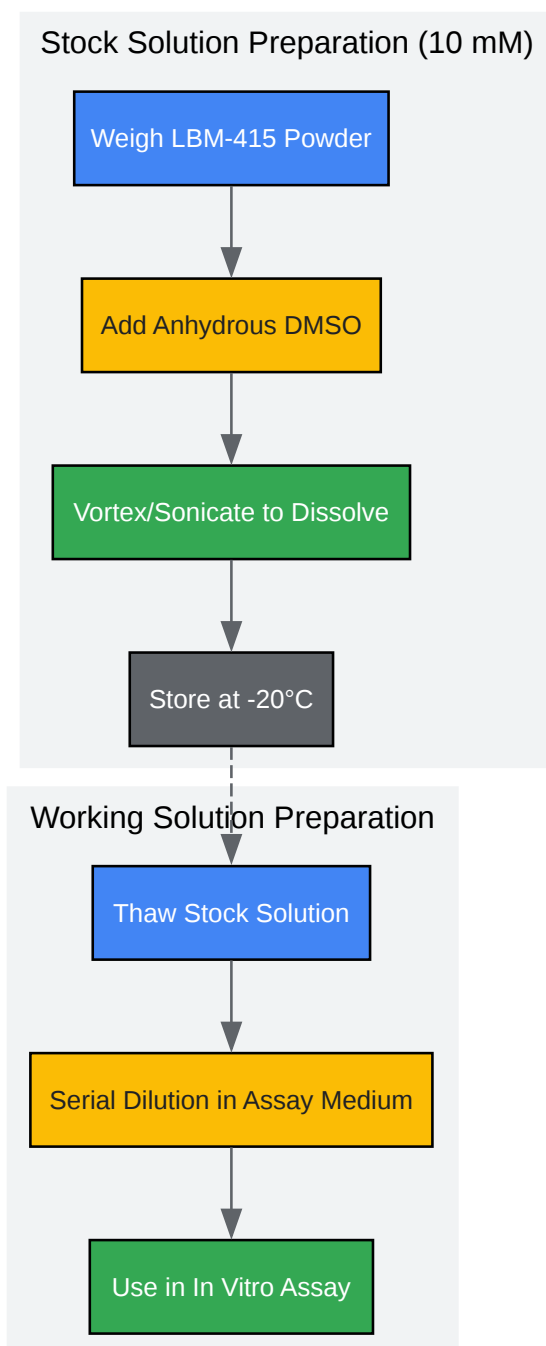 Stock Solution Preparation (10 mM)
Weigh LBM-415 Powder
Add Anhydrous DMSO
Vortex/Sonicate to Dissolve
Store at -20°C
Working Solution Preparation
Thaw Stock Solution
Serial Dilution in Assay Medium
Use in In Vitro Assay